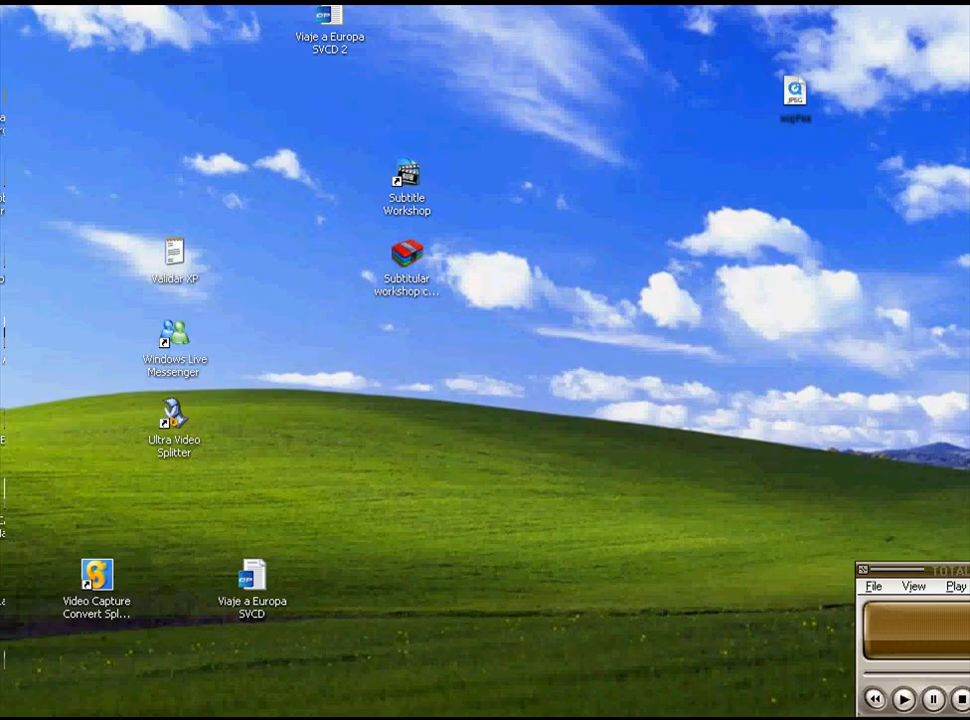 Viaje a Europa
SVCD 2
JPEG
Subtitle
Workshop
Validar XP
Subtitular
workshop c...
Windows Live
Messenger
Ultra Video
Splitter
Video Capture
Convert Spl...
Viaje a Europa
SVCD
TOTAL
File View Play